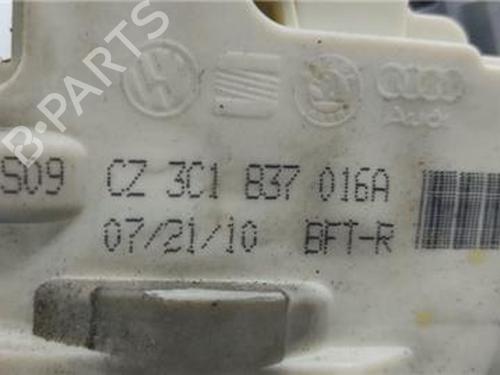 Audi
S09 CZ 3C1 837 016A
07/21/10 BFT-R
B-PARTS